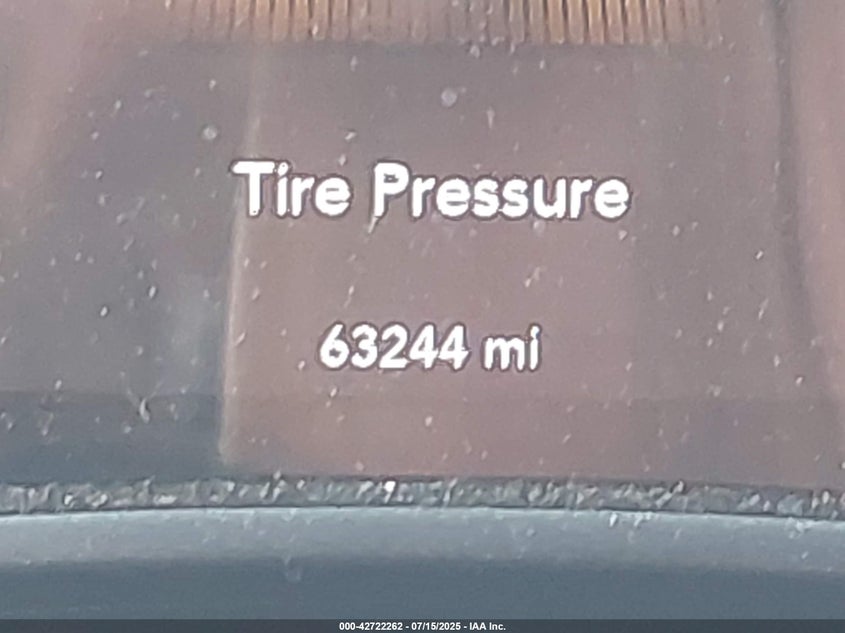 Tire Pressure
63244 mi
000-42722262 - 07/15/2025 - IAA Inc.